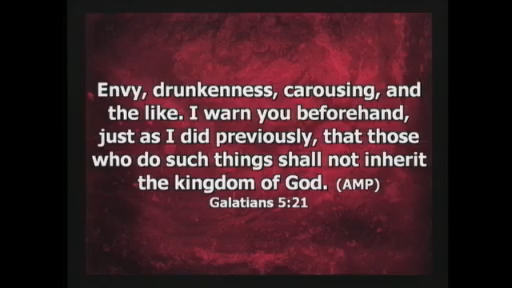 Envy, drunkenness, carousing, and
the like. I warn you beforehand,
just as I did previously, that those
who do such things shall not inherit
the kingdom of God. (AMP)
Galatians 5:21